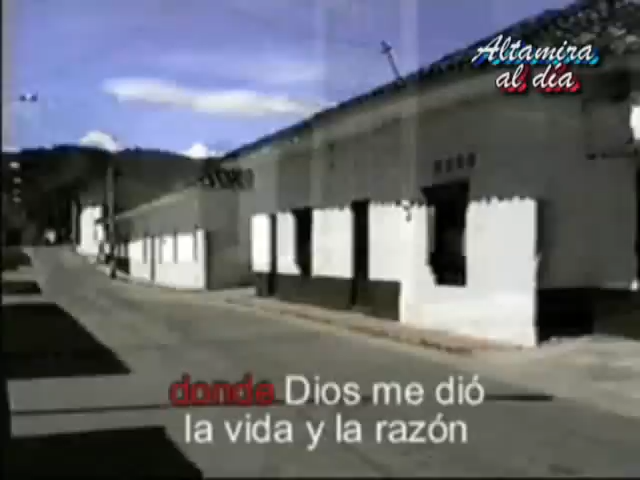 Altamira
al día
donde Dios me dió
la vida y la razón